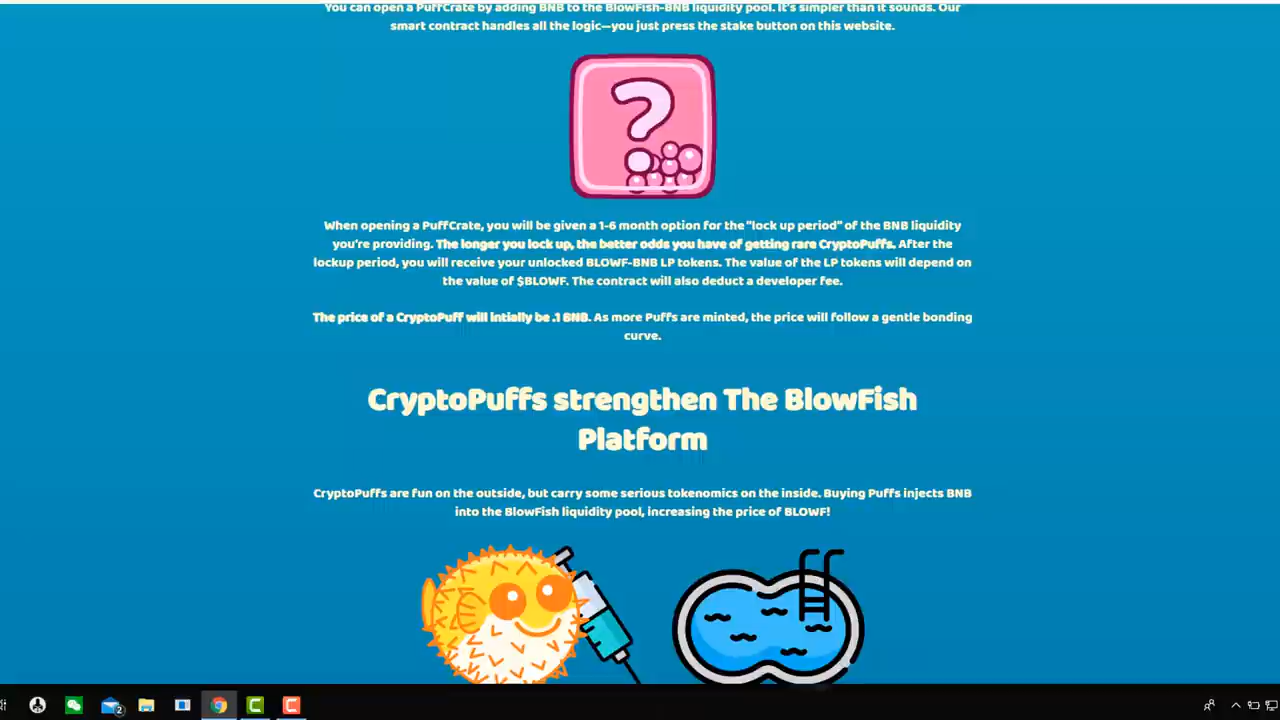 You can open a PuffCrate by adding BNB to the BlowFish-BNB liquidity pool. It's simpler than it sounds. Our
smart contract handles all the logic—you just press the stake button on this website.
?
When opening a PuffCrate, you will be given a 1-6 month option for the "lock up period" of the BNB liquidity
you're providing. The longer you lock up, the better odds you have of getting rare CryptoPuffs. After the
lockup period, you will receive your unlocked BLOWF-BNB LP tokens. The value of the LP tokens will depend on
the value of $BLOWF. The contract will also deduct a developer fee.
The price of a CryptoPuff will intially be .1 BNB. As more Puffs are minted, the price will follow a gentle bonding
curve.
CryptoPuffs strengthen The BlowFish
Platform
CryptoPuffs are fun on the outside, but carry some serious tokenomics on the inside. Buying Puffs injects BNB
into the BlowFish liquidity pool, increasing the price of BLOWF!
2